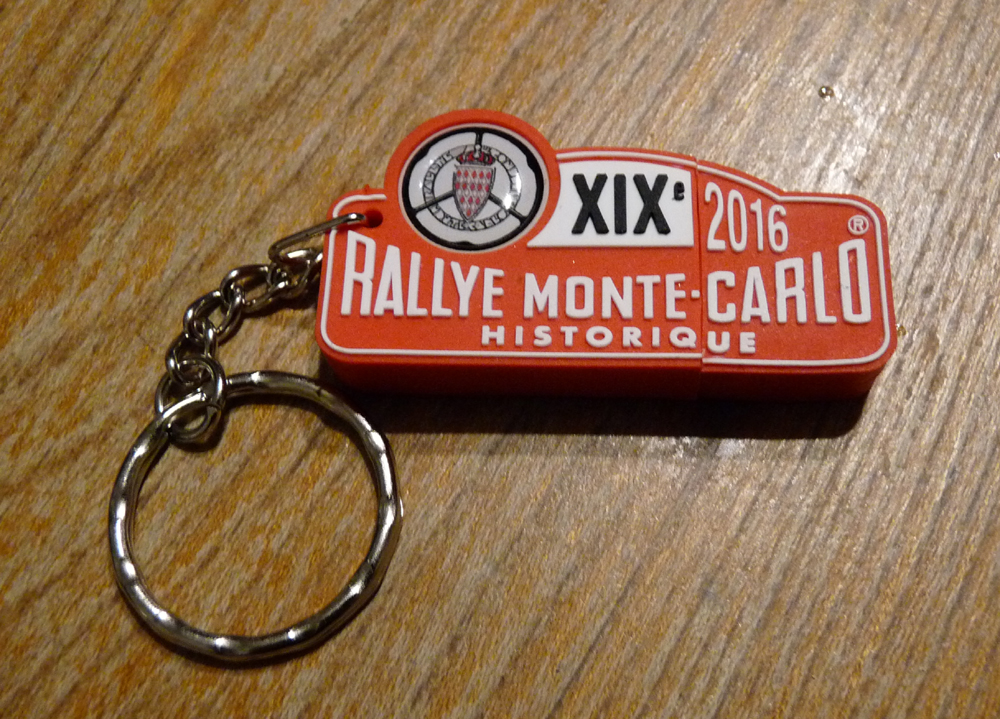 XIXe 2016
RALLYE MONTE-CARLO ®
HISTORIQUE